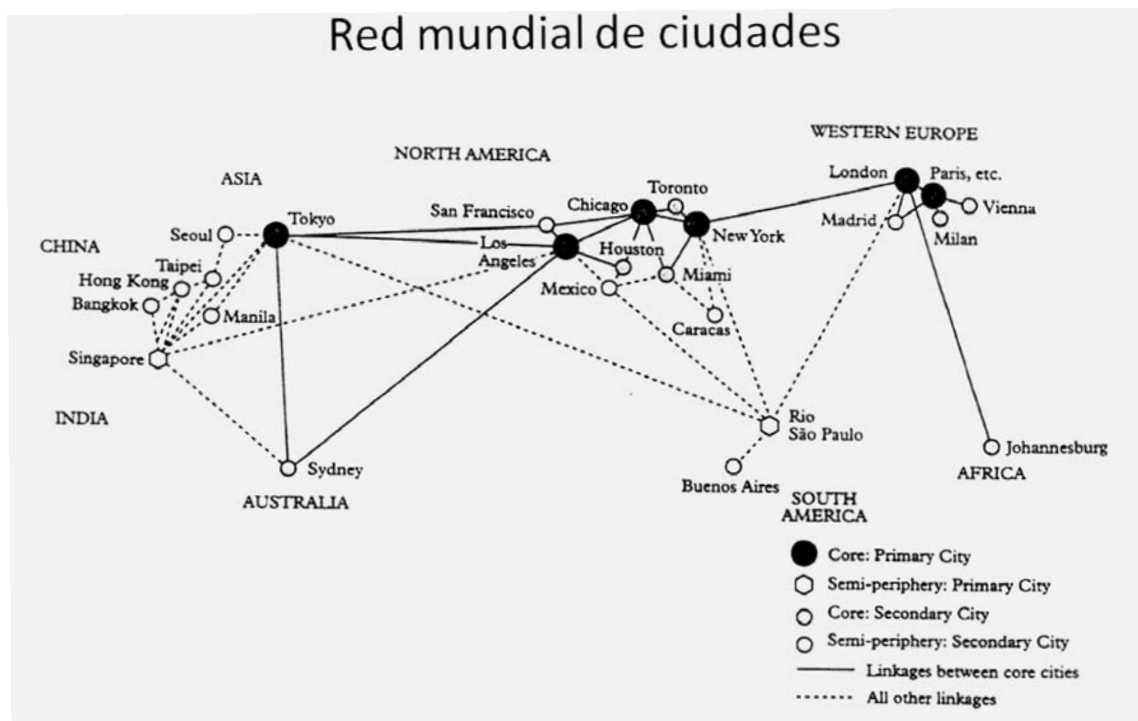 Red mundial de ciudades
WESTERN EUROPE
NORTH AMERICA
London
Paris, etc.
ASIA
Toronto
Chicago
San Francisco
Tokyo
Vienna
Madrid
Seoul
New York
Milan
CHINA
Los
Angeles
Houston
Taipei
Hong Kong
Miami
Mexico
Bangkok
Manila
Caracas
Singapore
INDIA
Rio
São Paulo
Johannesburg
Sydney
AFRICA
Buenos Aires
AUSTRALIA
SOUTH
AMERICA
Core: Primary City
Semi-periphery: Primary City
Core: Secondary City
Semi-periphery: Secondary City
Linkages between core cities
All other linkages